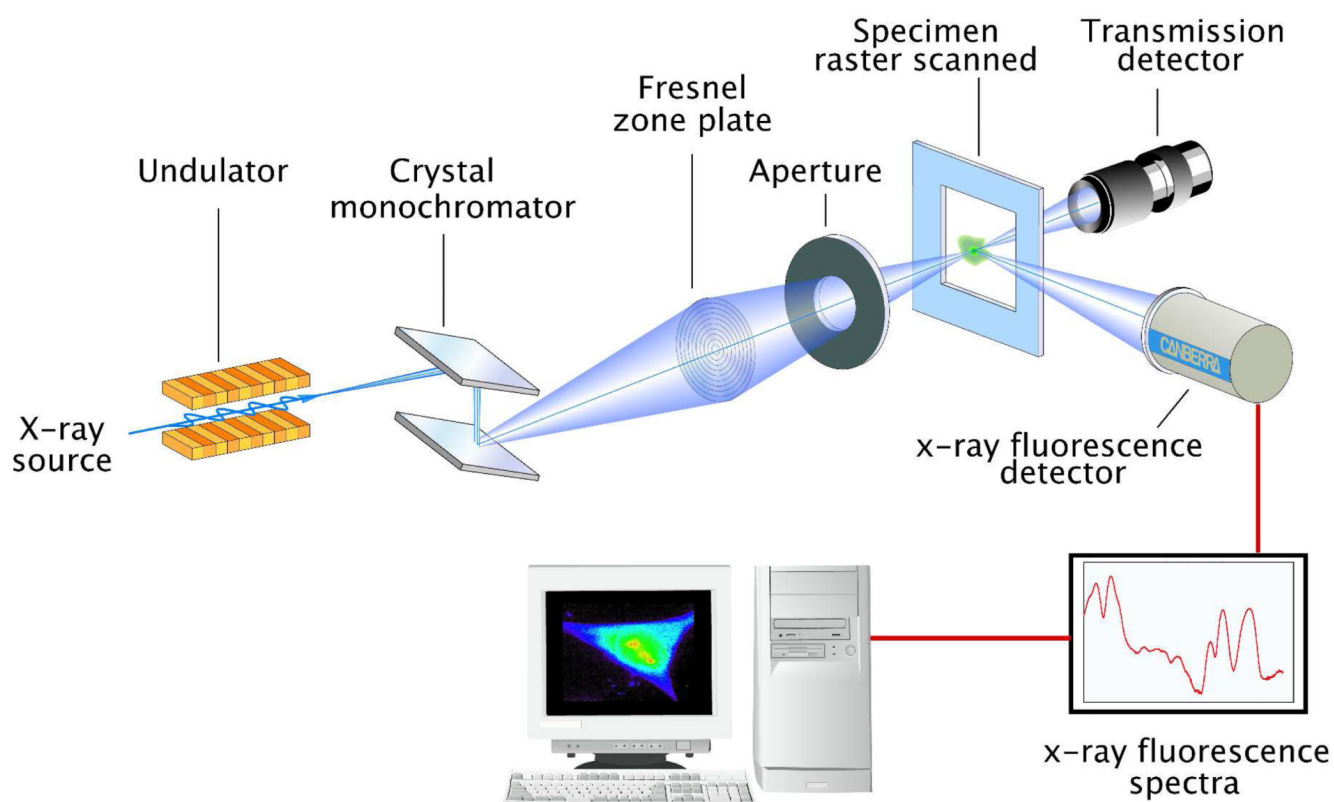 Specimen
raster scanned
Transmission
detector
Fresnel
zone plate
Undulator
Crystal
monochromator
Aperture
X-ray
source
CANBERRA
x-ray fluorescence
detector
x-ray fluorescence
spectra